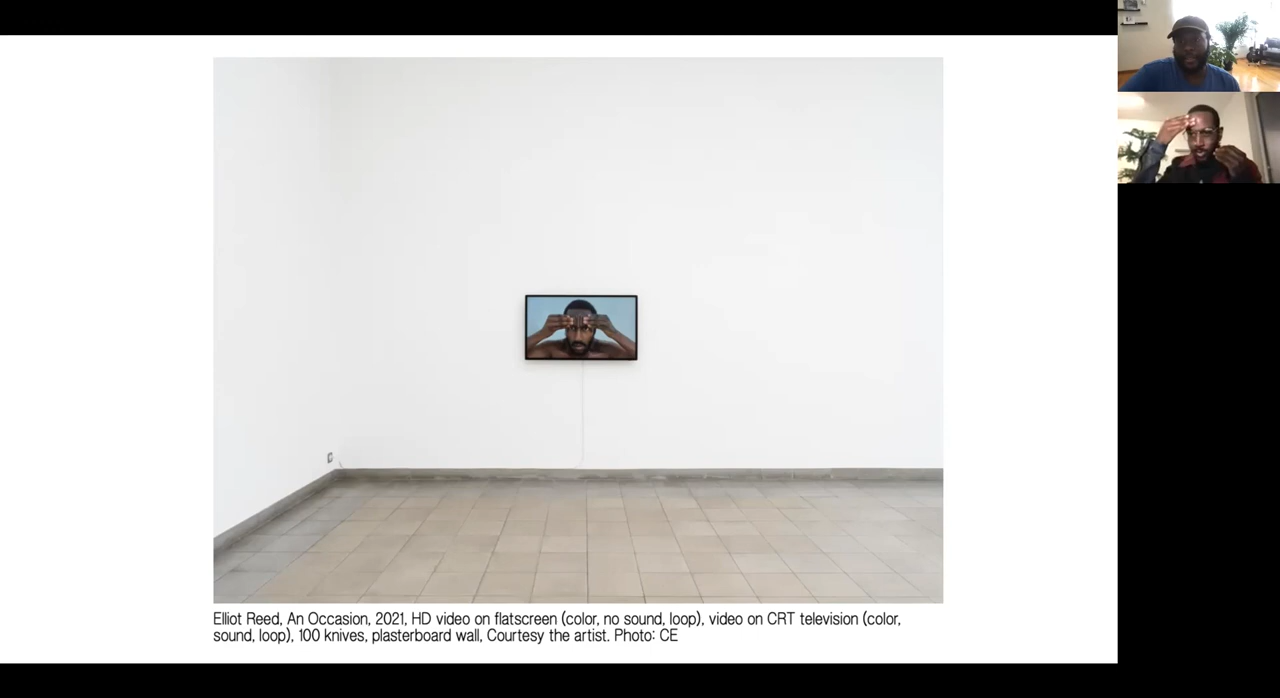 Elliot Reed, An Occasion, 2021, HD video on flatscreen (color, no sound, loop), video on CRT television (color,
sound, loop), 100 knives, plasterboard wall, Courtesy the artist. Photo: CE